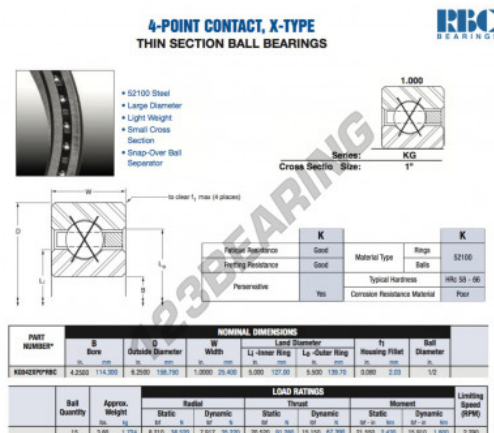 4-POINT CONTACT, X-TYPE
THIN SECTION BALL BEARINGS
RBC
BEARINGS
• 52100 Steel
• Large Diameter
• Light Weight
• Small Cross Section
• Snap-Over Ball Separator
1.000
Series: KG
Cross Sectio Size: 1"
W
to clear f₁ max (4 places)
D
B
123BEARING
K K
Fatigue Resistance Good Material Type Rings 52100
Fretting Resistance Good Balls
Preservative Yes Typical Hardness HRc 58 - 66
Corrosion Resistance Material Poor
NOMINAL DIMENSIONS
PART NUMBER* B Bore D Outside Diameter W Width Land Diameter f₁ Housing Fillet Ball Diameter
L₁ -Inner Ring L₀ -Outer Ring
in. mm in. mm in. mm in. mm in. mm in. mm in.
4.2500 114.300 6.2500 158.750 1.0000 25.400 5.000 127.00 5.500 139.70 0.080 2.03 1/2
LOAD RATINGS
Ball Quantity Approx. Weight Radial Thrust Moment Limiting Speed (RPM)
Static Dynamic Static Dynamic Static Dynamic
lbs. kg lbf N lbf N lbf N lbf N lbf - in Nm lbf - in Nm